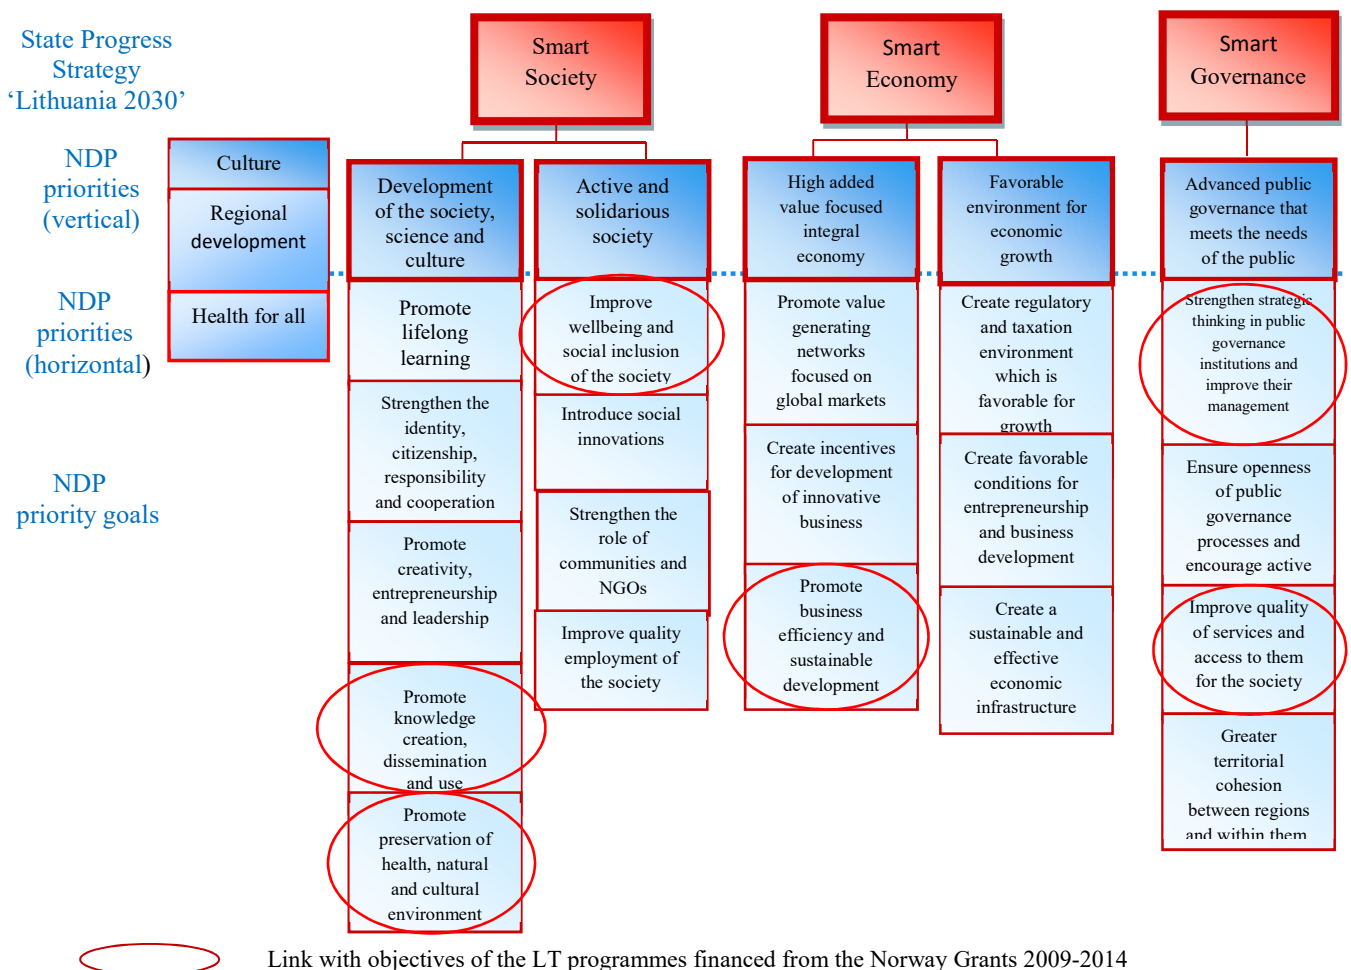 State Progress
Strategy
‘Lithuania 2030’
Smart
Society
Smart
Economy
Smart
Governance
NDP
priorities
(vertical)
NDP
priorities
(horizontal)
NDP
priority goals
Culture
Regional
development
Health for all
Development
of the society,
science and
culture
Promote
lifelong
learning
Strengthen the
identity,
citizenship,
responsibility
and cooperation
Promote
creativity,
entrepreneurship
and leadership
Promote
knowledge
creation,
dissemination
and use
Promote
preservation of
health, natural
and cultural
environment
Active and
solidarious
society
Improve
wellbeing and
social inclusion
of the society
Introduce social
innovations
Strengthen the
role of
communities and
NGOs
Improve quality
employment of
the society
High added
value focused
integral
economy
Promote value
generating
networks
focused on
global markets
Create incentives
for development
of innovative
business
Promote
business
efficiency and
sustainable
development
Favorable
environment for
economic
growth
Create regulatory
and taxation
environment
which is
favorable for
growth
Create favorable
conditions for
entrepreneurship
and business
development
Create a
sustainable and
effective
economic
infrastructure
Advanced public
governance that
meets the needs
of the public
Strengthen strategic
thinking in public
governance
institutions and
improve their
management
Ensure openness
of public
governance
processes and
encourage active
Improve quality
of services and
access to them
for the society
Greater
territorial
cohesion
between regions
and within them
Link with objectives of the LT programmes financed from the Norway Grants 2009-2014